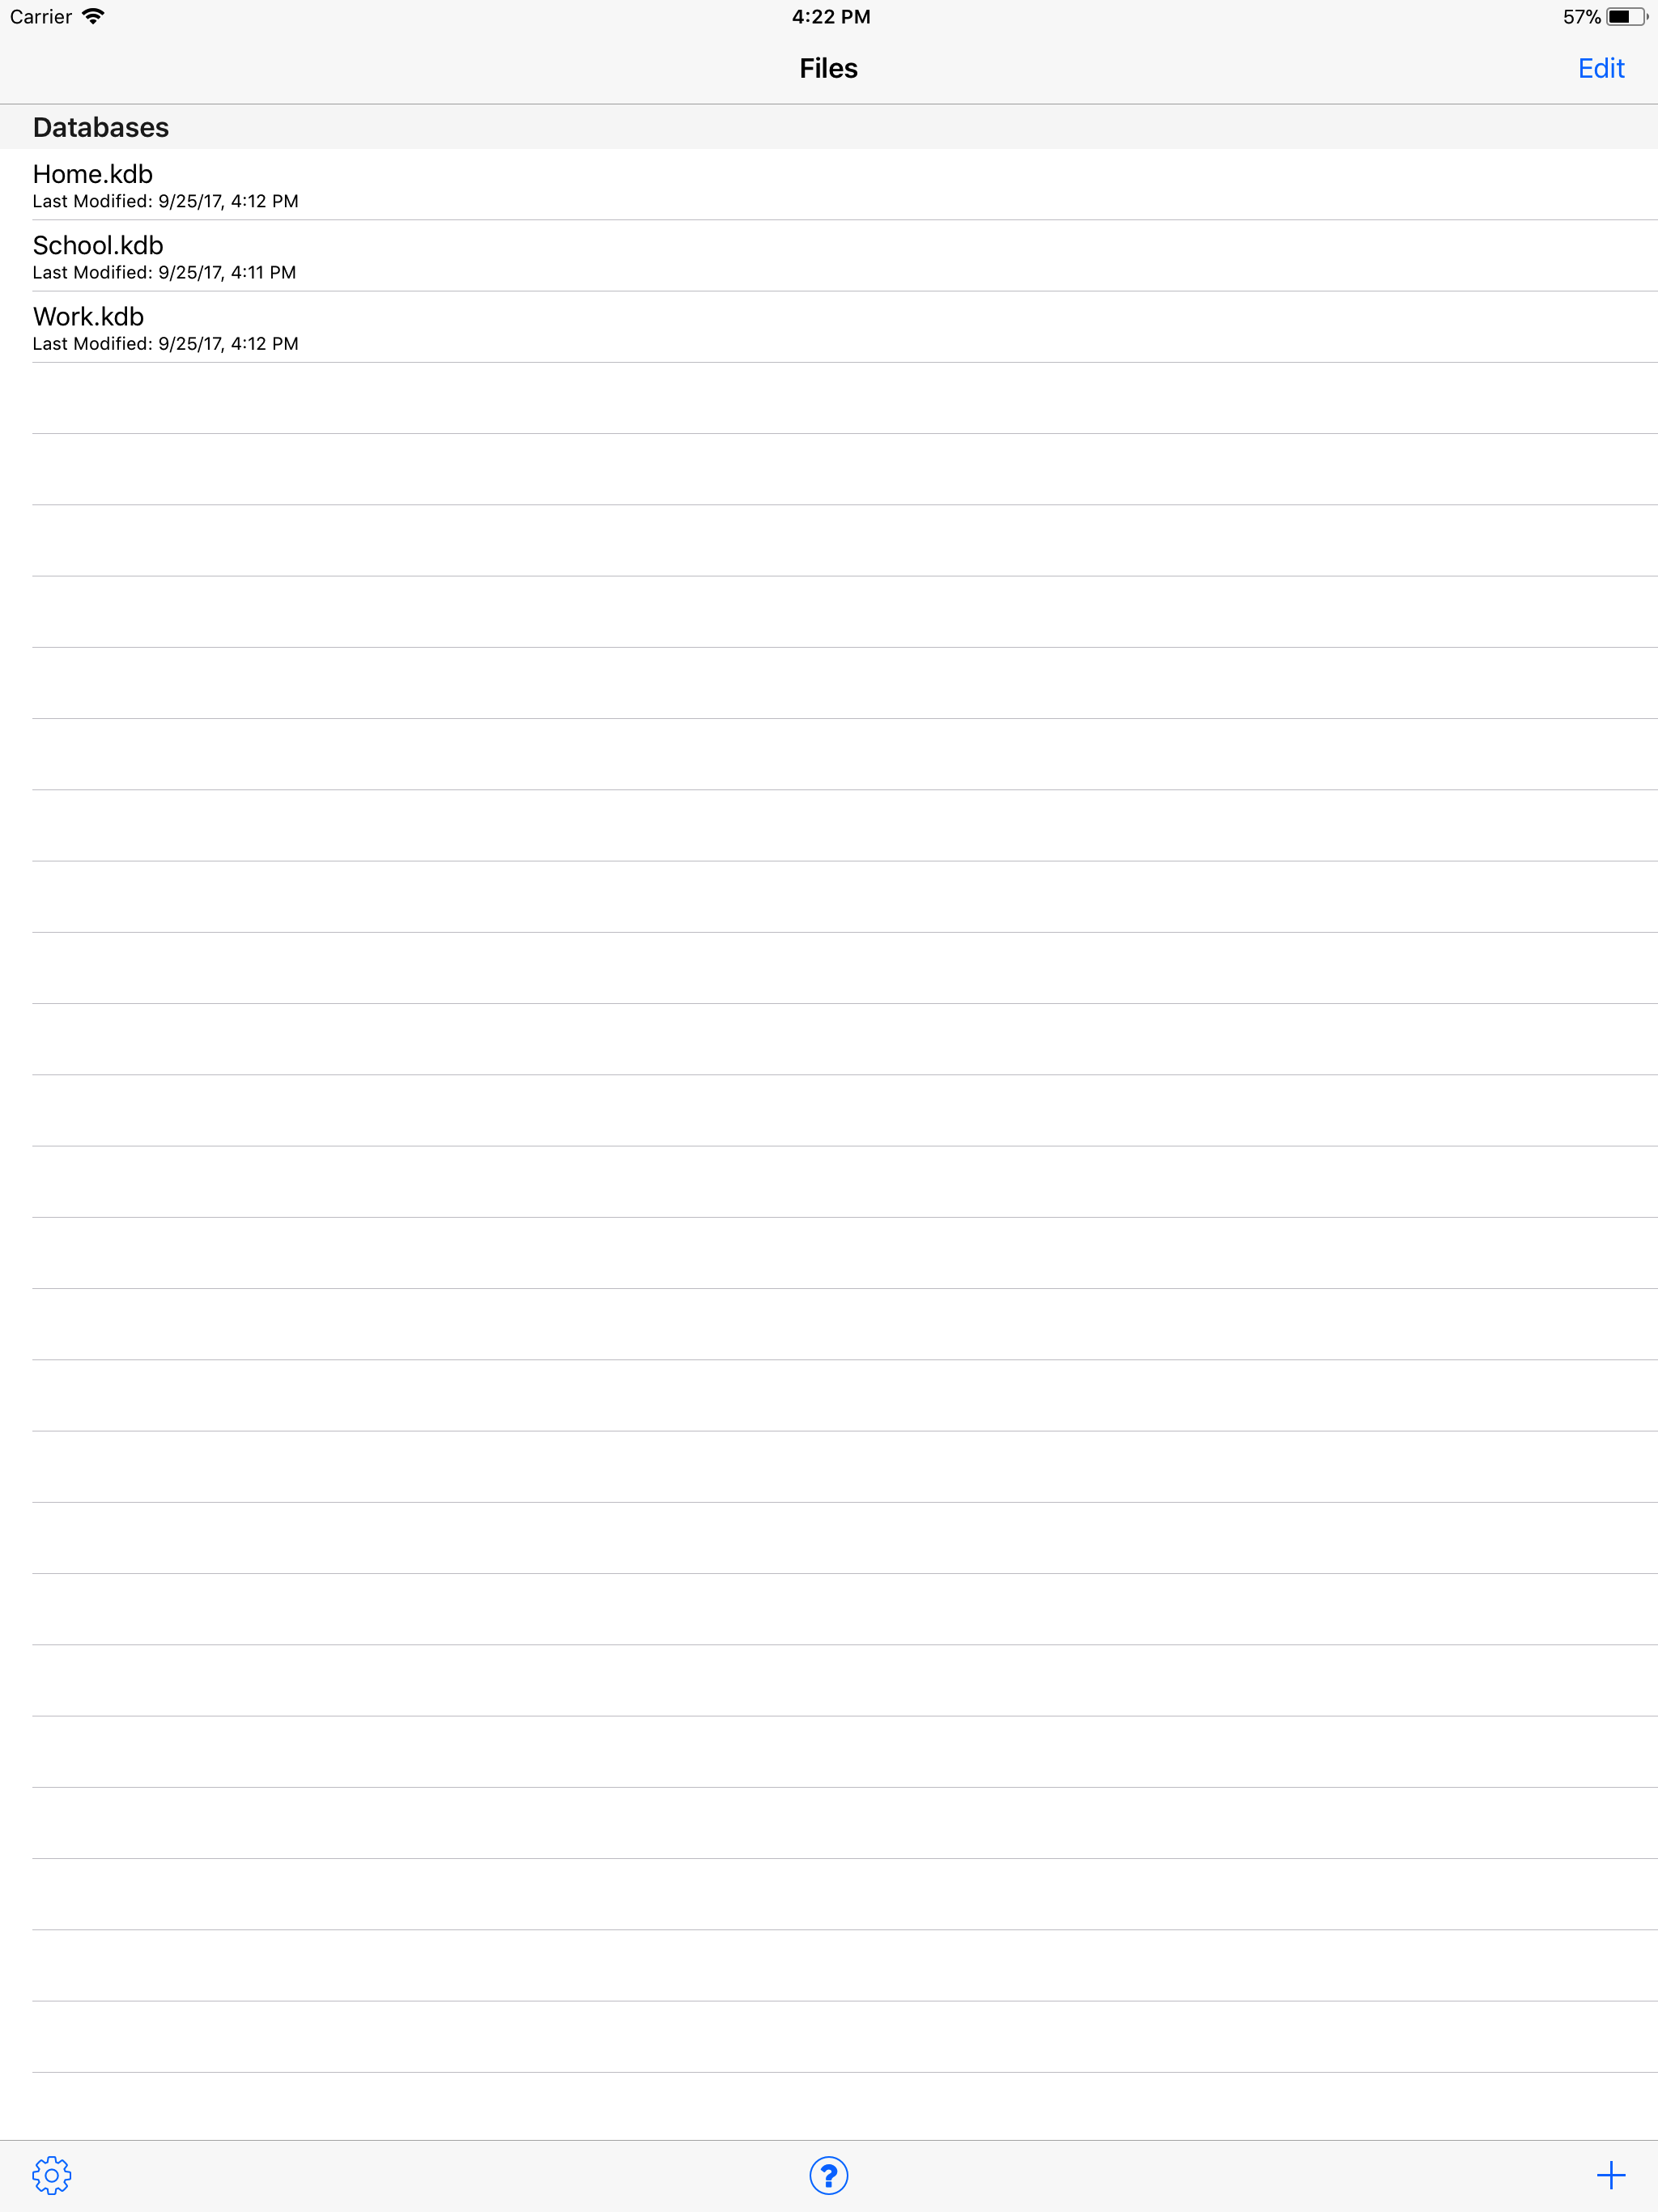 Carrier
4:22 PM
57%
Files
Edit
Databases
Home.kdb
Last Modified: 9/25/17, 4:12 PM
School.kdb
Last Modified: 9/25/17, 4:11 PM
Work.kdb
Last Modified: 9/25/17, 4:12 PM
?